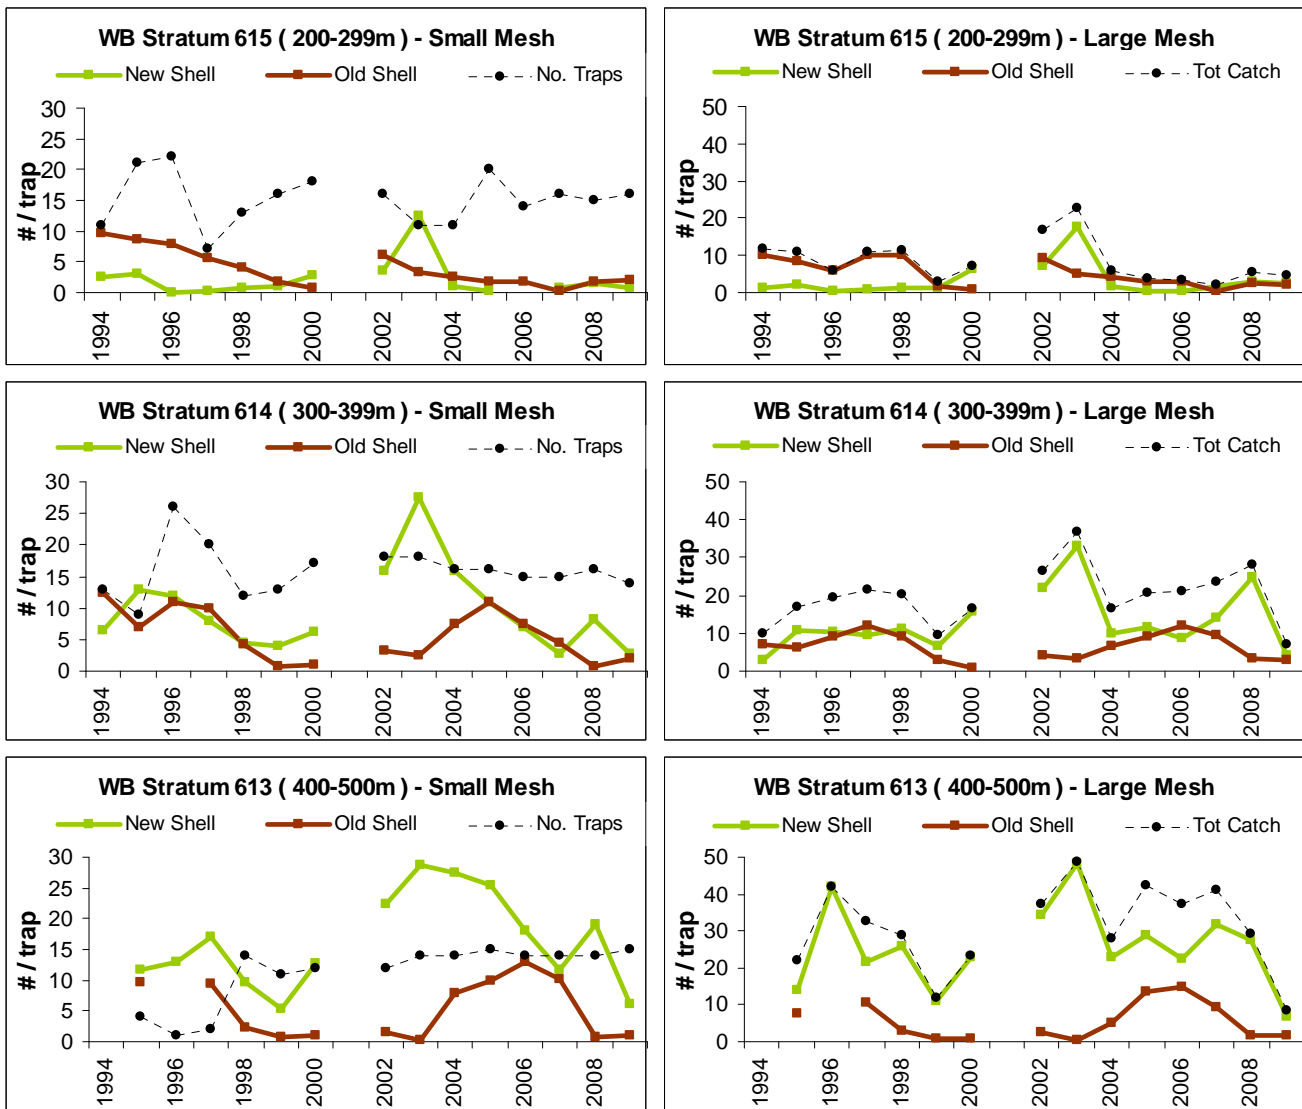 WB Stratum 615 ( 200-299m ) - Small Mesh
New Shell Old Shell No. Traps
# / trap
30
25
20
15
10
5
0
1994 1996 1998 2000 2002 2004 2006 2008
WB Stratum 615 ( 200-299m ) - Large Mesh
New Shell Old Shell Tot Catch
# / trap
50
40
30
20
10
0
1994 1996 1998 2000 2002 2004 2006 2008
WB Stratum 614 ( 300-399m ) - Small Mesh
New Shell Old Shell No. Traps
# / trap
30
25
20
15
10
5
0
1994 1996 1998 2000 2002 2004 2006 2008
WB Stratum 614 ( 300-399m ) - Large Mesh
New Shell Old Shell Tot Catch
# / trap
50
40
30
20
10
0
1994 1996 1998 2000 2002 2004 2006 2008
WB Stratum 613 ( 400-500m ) - Small Mesh
New Shell Old Shell No. Traps
# / trap
30
25
20
15
10
5
0
1994 1996 1998 2000 2002 2004 2006 2008
WB Stratum 613 ( 400-500m ) - Large Mesh
New Shell Old Shell Tot Catch
# / trap
50
40
30
20
10
0
1994 1996 1998 2000 2002 2004 2006 2008